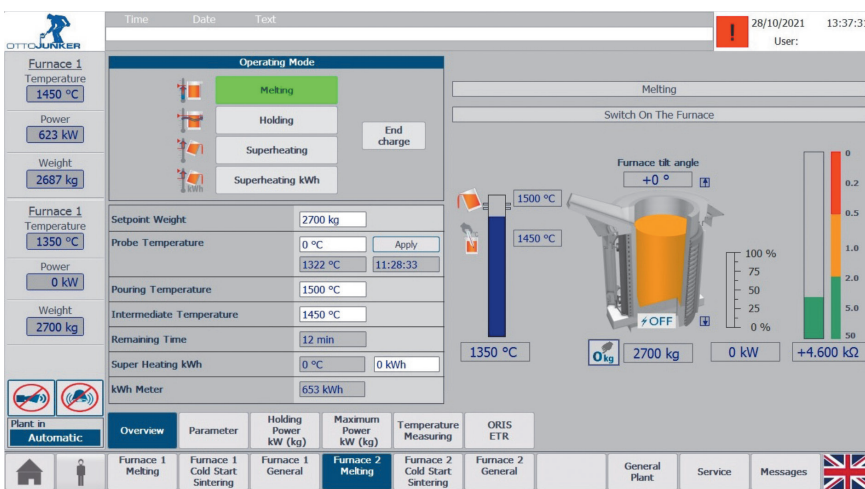 Time Date Text
28/10/2021 13:37:31
User:
OTTO JUNKER
Furnace 1
Temperature
1450 °C
Power
623 kW
Weight
2687 kg
Furnace 1
Temperature
1350 °C
Power
0 kW
Weight
2700 kg
Plant in
Automatic
Operating Mode
Melting
Holding
Superheating
kWh
Superheating kWh
End
charge
Setpoint Weight 2700 kg
Probe Temperature 0 °C Apply
1322 °C 11:28:33
Pouring Temperature 1500 °C
Intermediate Temperature 1450 °C
Remaining Time 12 min
Super Heating kWh 0 °C 0 kWh
kWh Meter 653 kWh
Melting
Switch On The Furnace
Furnace tilt angle
+0 °
1500 °C
1450 °C
1350 °C
OFF
0kg
2700 kg
100 %
75
50
25
0 %
0 kW
0
0.2
0.5
1.0
2.0
5.0
50
+4.600 kΩ
Overview
Parameter
Holding
Power
kW (kg)
Maximum
Power
kW (kg)
Temperature
Measuring
ORIS
ETR
Furnace 1
Melting
Furnace 1
Cold Start
Sintering
Furnace 1
General
Furnace 2
Melting
Furnace 2
Cold Start
Sintering
Furnace 2
General
General
Plant
Service
Messages